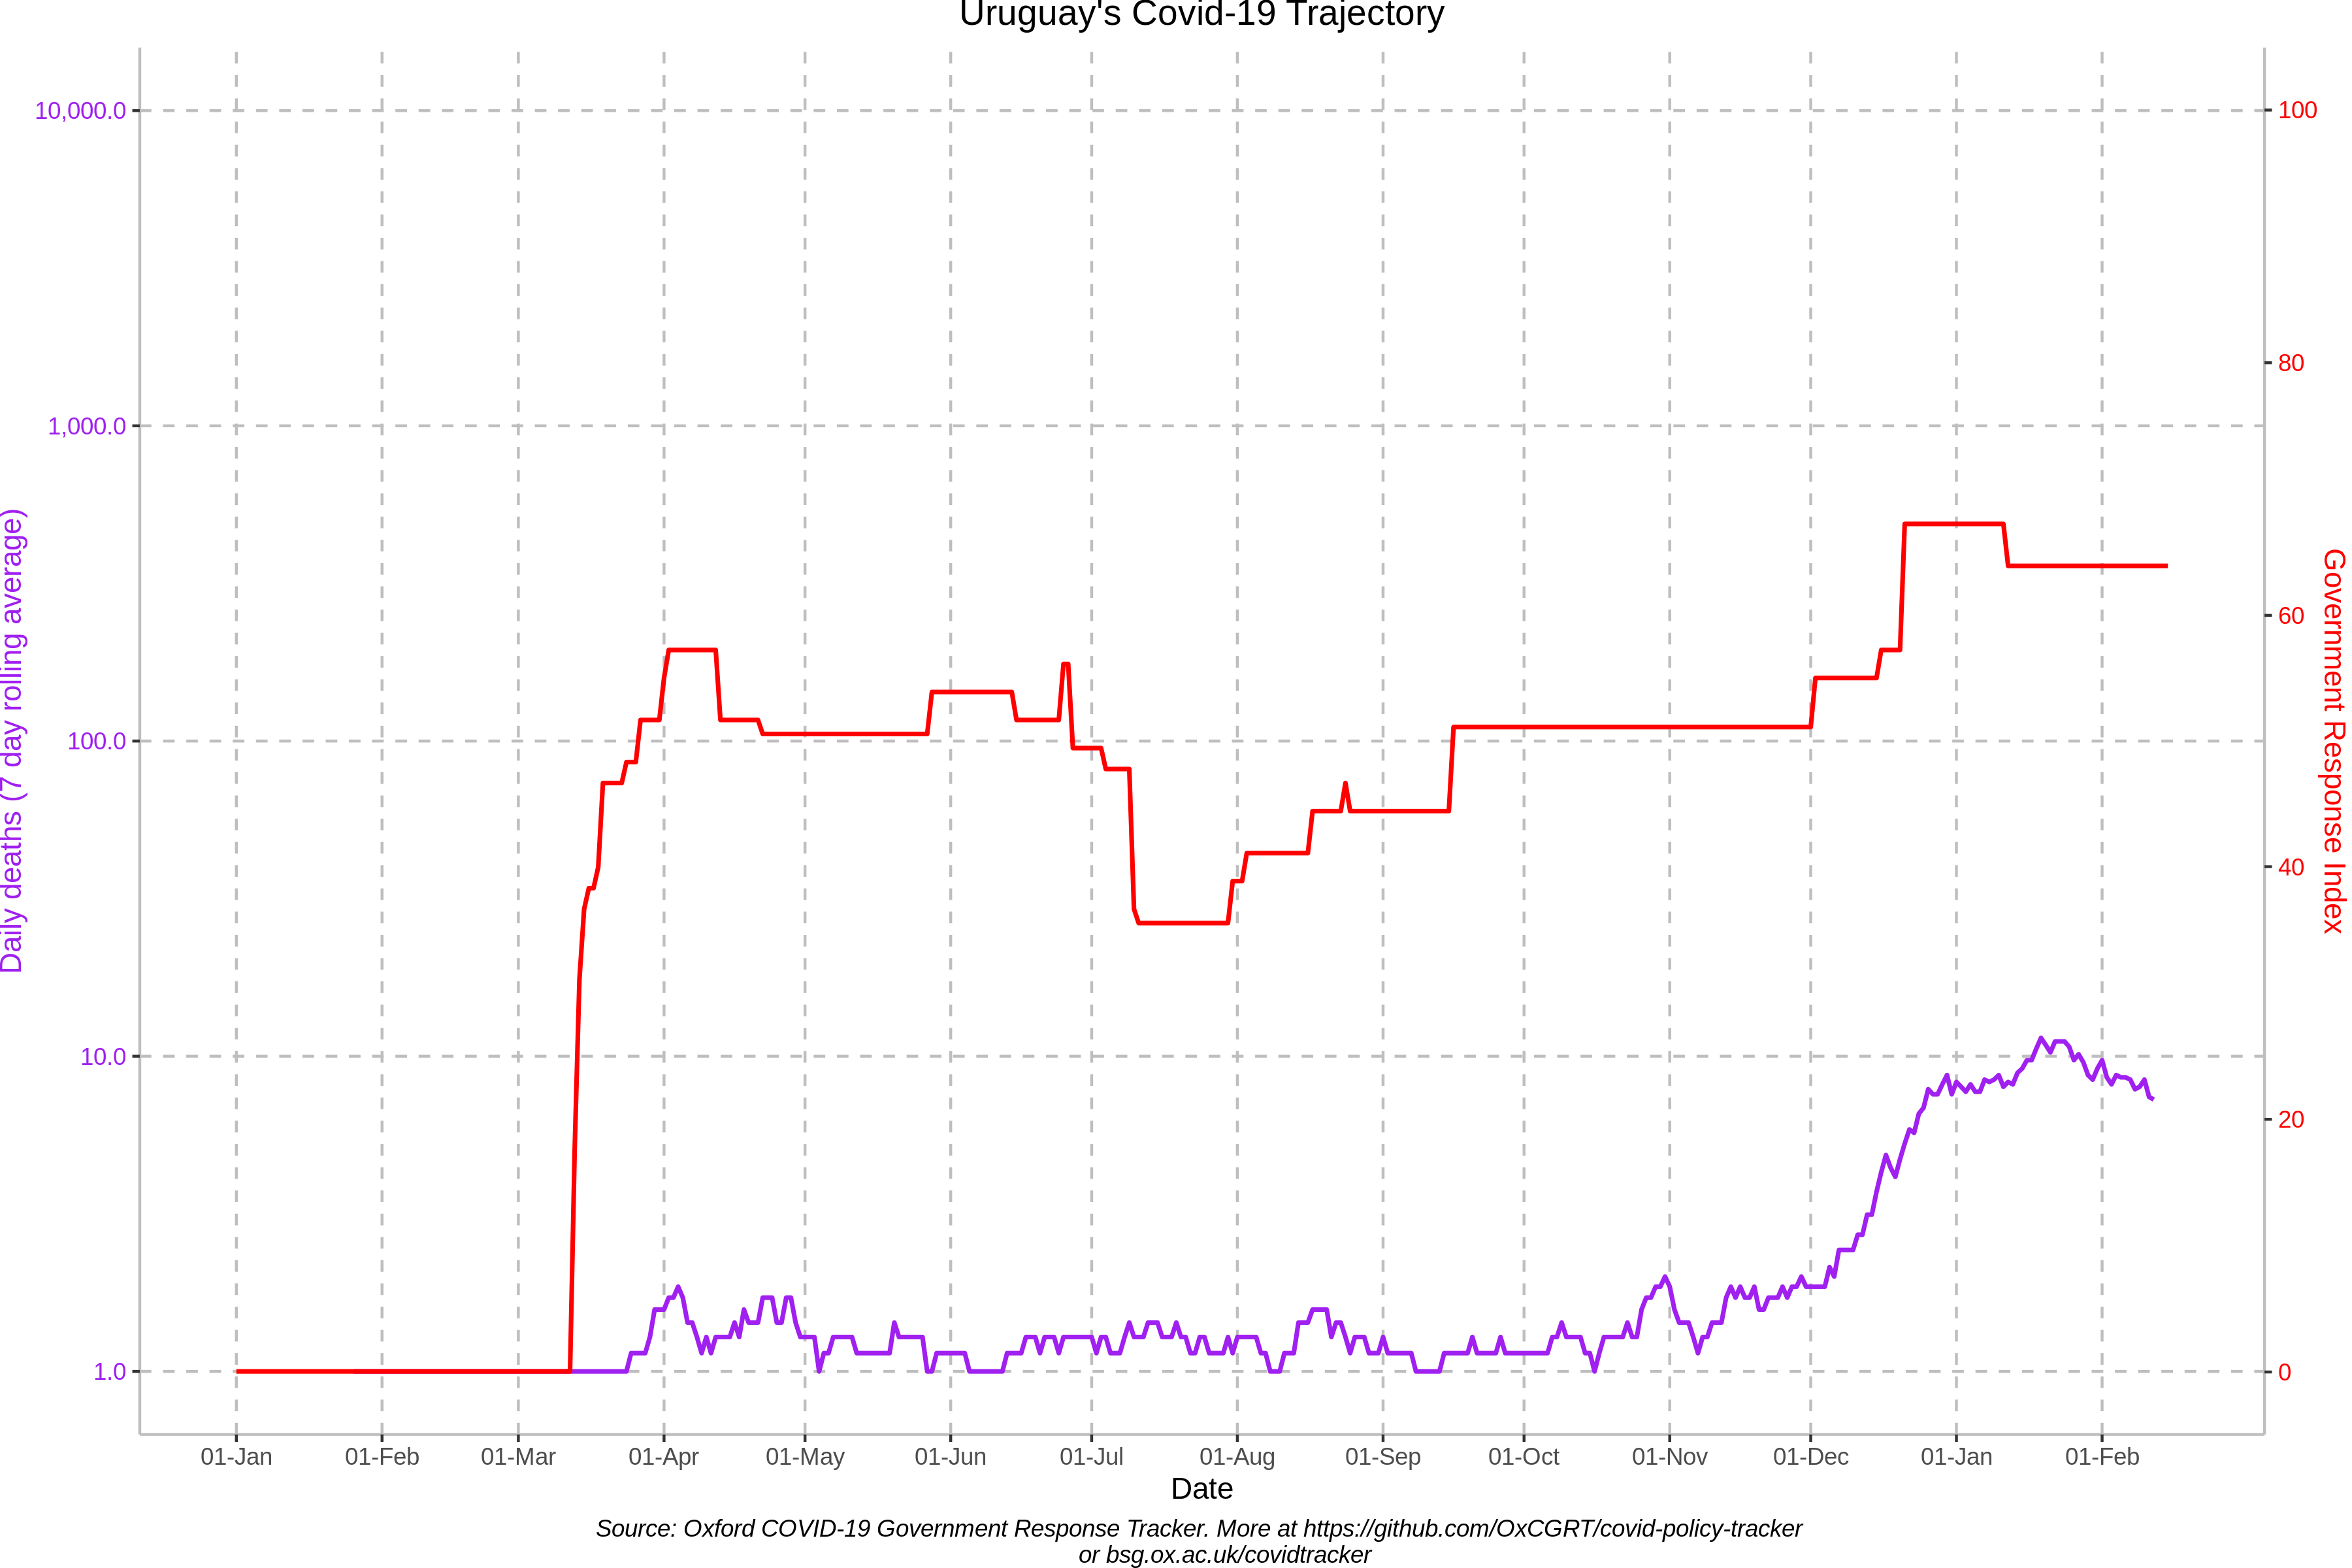 Uruguay's Covid-19 Trajectory
10,000.0
1,000.0
100.0
10.0
1.0
Daily deaths (7 day rolling average)
100
80
60
40
20
0
Government Response Index
01-Jan 01-Feb 01-Mar 01-Apr 01-May 01-Jun 01-Jul 01-Aug 01-Sep 01-Oct 01-Nov 01-Dec 01-Jan 01-Feb
Date
Source: Oxford COVID-19 Government Response Tracker. More at https://github.com/OxCGRT/covid-policy-tracker
or bsg.ox.ac.uk/covidtracker